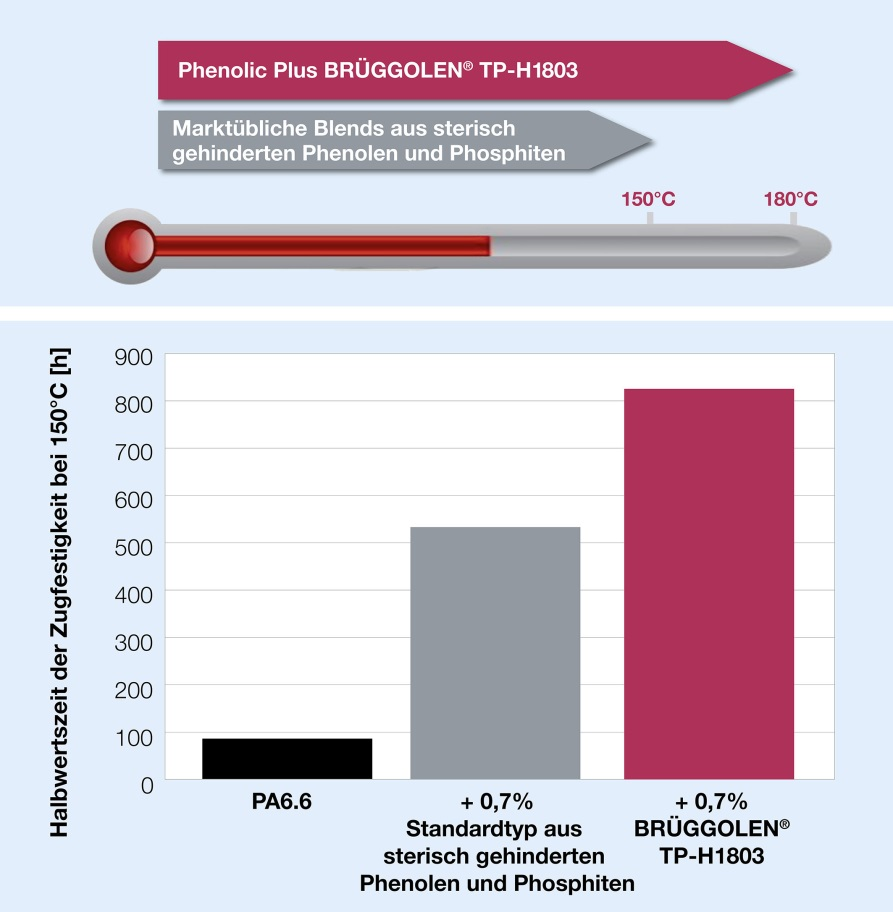 Phenolic Plus BRÜGGOLEN® TP-H1803
Marktübliche Blends aus sterisch
gehinderten Phenolen und Phosphiten
150°C 180°C
Halbwertszeit der Zugfestigkeit bei 150°C [h]
900
800
700
600
500
400
300
200
100
0
PA6.6
+ 0,7%
Standardtyp aus
sterisch gehinderten
Phenolen und Phosphiten
+ 0,7%
BRÜGGOLEN®
TP-H1803